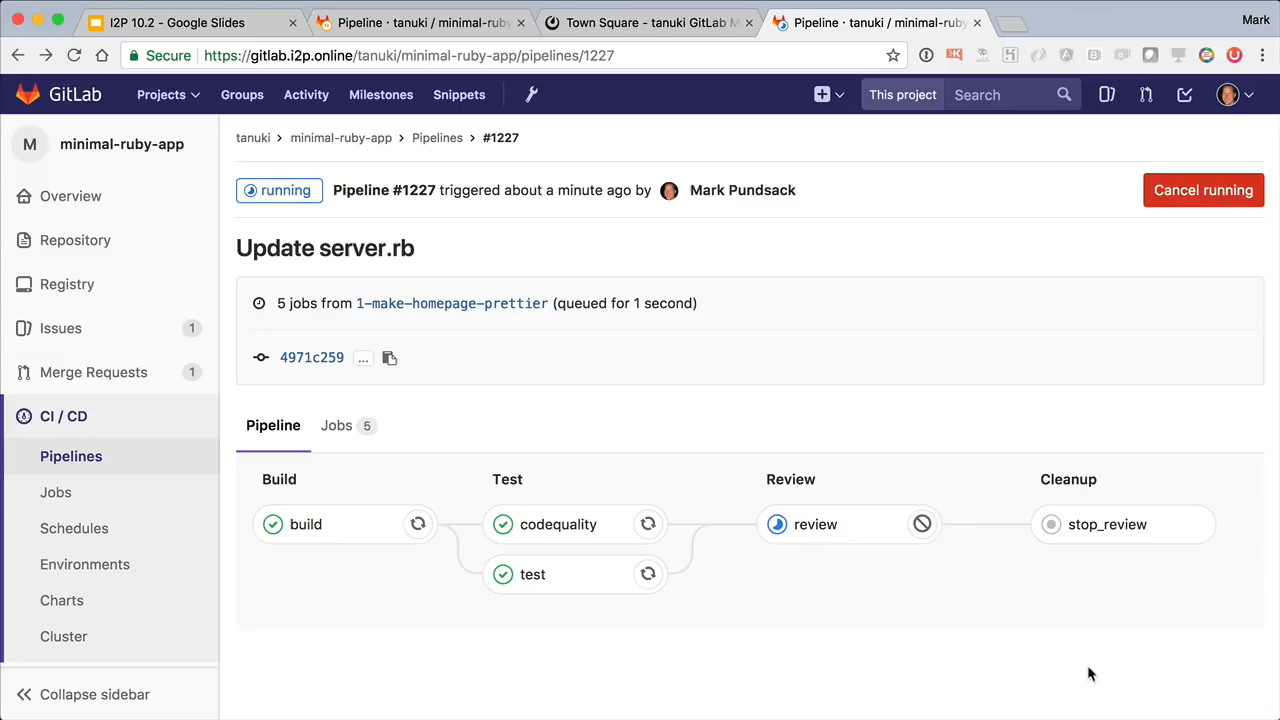 I2P 10.2 - Google Slides
Pipeline · tanuki / minimal-ruby
Town Square - tanuki GitLab M
Pipeline · tanuki / minimal-ruby
Mark
Secure
https://gitlab.i2p.online/tanuki/minimal-ruby-app/pipelines/1227
GitLab
Projects
Groups
Activity
Milestones
Snippets
This project
Search
M
minimal-ruby-app
Overview
Repository
Registry
Issues 1
Merge Requests 1
CI / CD
Pipelines
Jobs
Schedules
Environments
Charts
Cluster
Collapse sidebar
tanuki > minimal-ruby-app > Pipelines > #1227
running Pipeline #1227 triggered about a minute ago by Mark Pundsack
Cancel running
Update server.rb
5 jobs from 1-make-homepage-prettier (queued for 1 second)
4971c259 ...
Pipeline Jobs 5
Build Test Review Cleanup
build codequality review stop_review
test